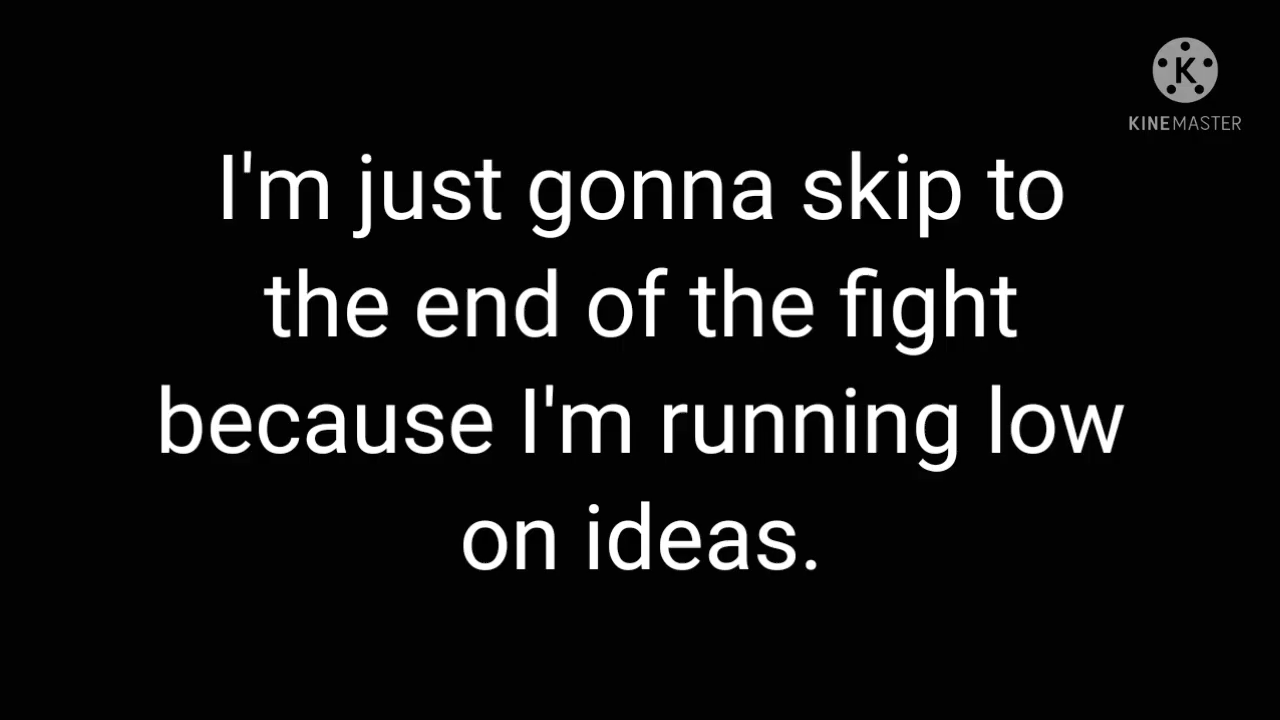 K
KINEMASTER
I'm just gonna skip to
the end of the fight
because I'm running low
on ideas.